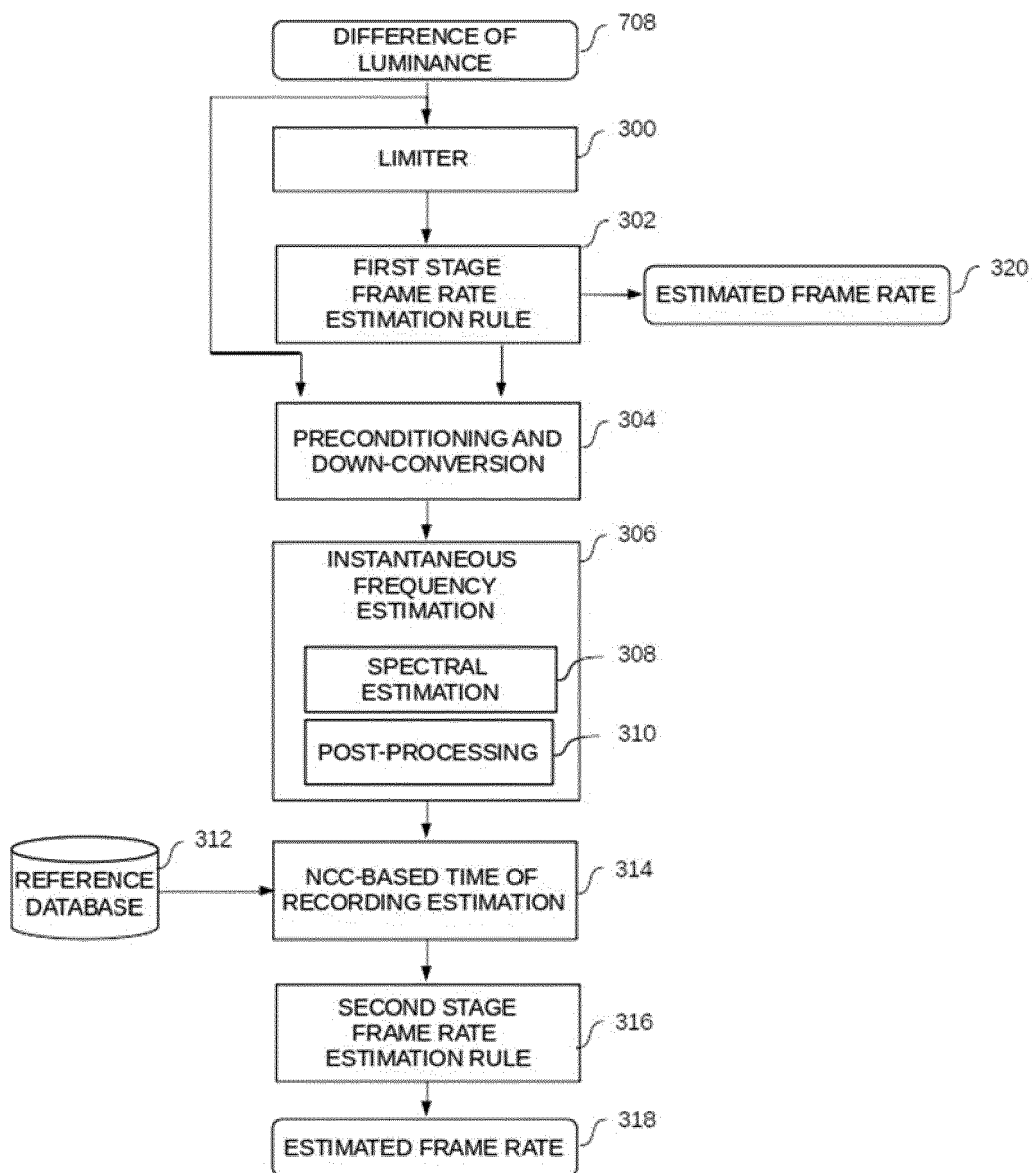 DIFFERENCE OF
LUMINANCE
708
300
LIMITER
302
FIRST STAGE
FRAME RATE
ESTIMATION RULE
320
ESTIMATED FRAME RATE
304
PRECONDITIONING AND
DOWN-CONVERSION
306
INSTANTANEOUS
FREQUENCY
ESTIMATION
308
SPECTRAL
ESTIMATION
310
POST-PROCESSING
312
REFERENCE
DATABASE
314
NCC-BASED TIME OF
RECORDING ESTIMATION
SECOND STAGE
FRAME RATE
ESTIMATION RULE
316
ESTIMATED FRAME RATE
318